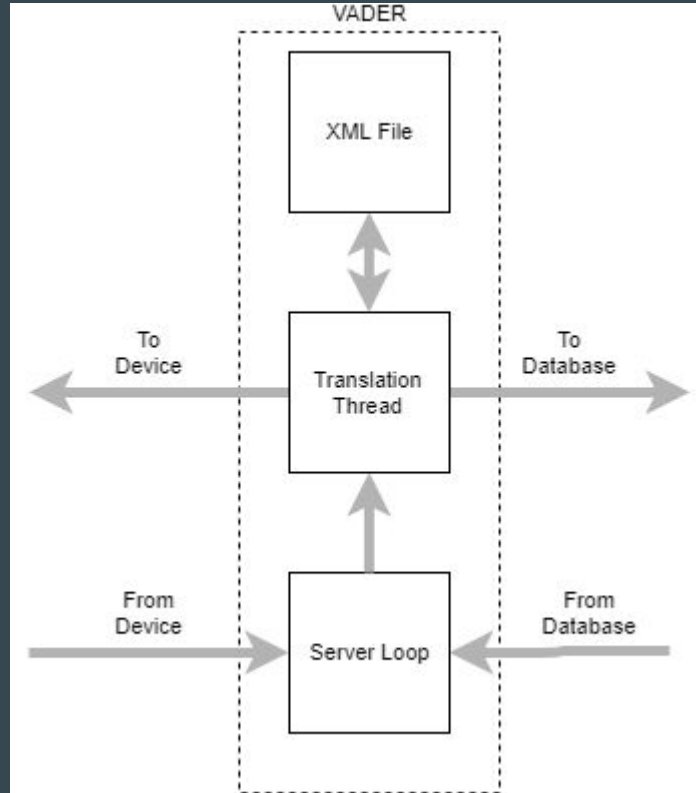 VADER
XML File
To
Device
Translation
Thread
To
Database
From
Device
Server Loop
From
Database